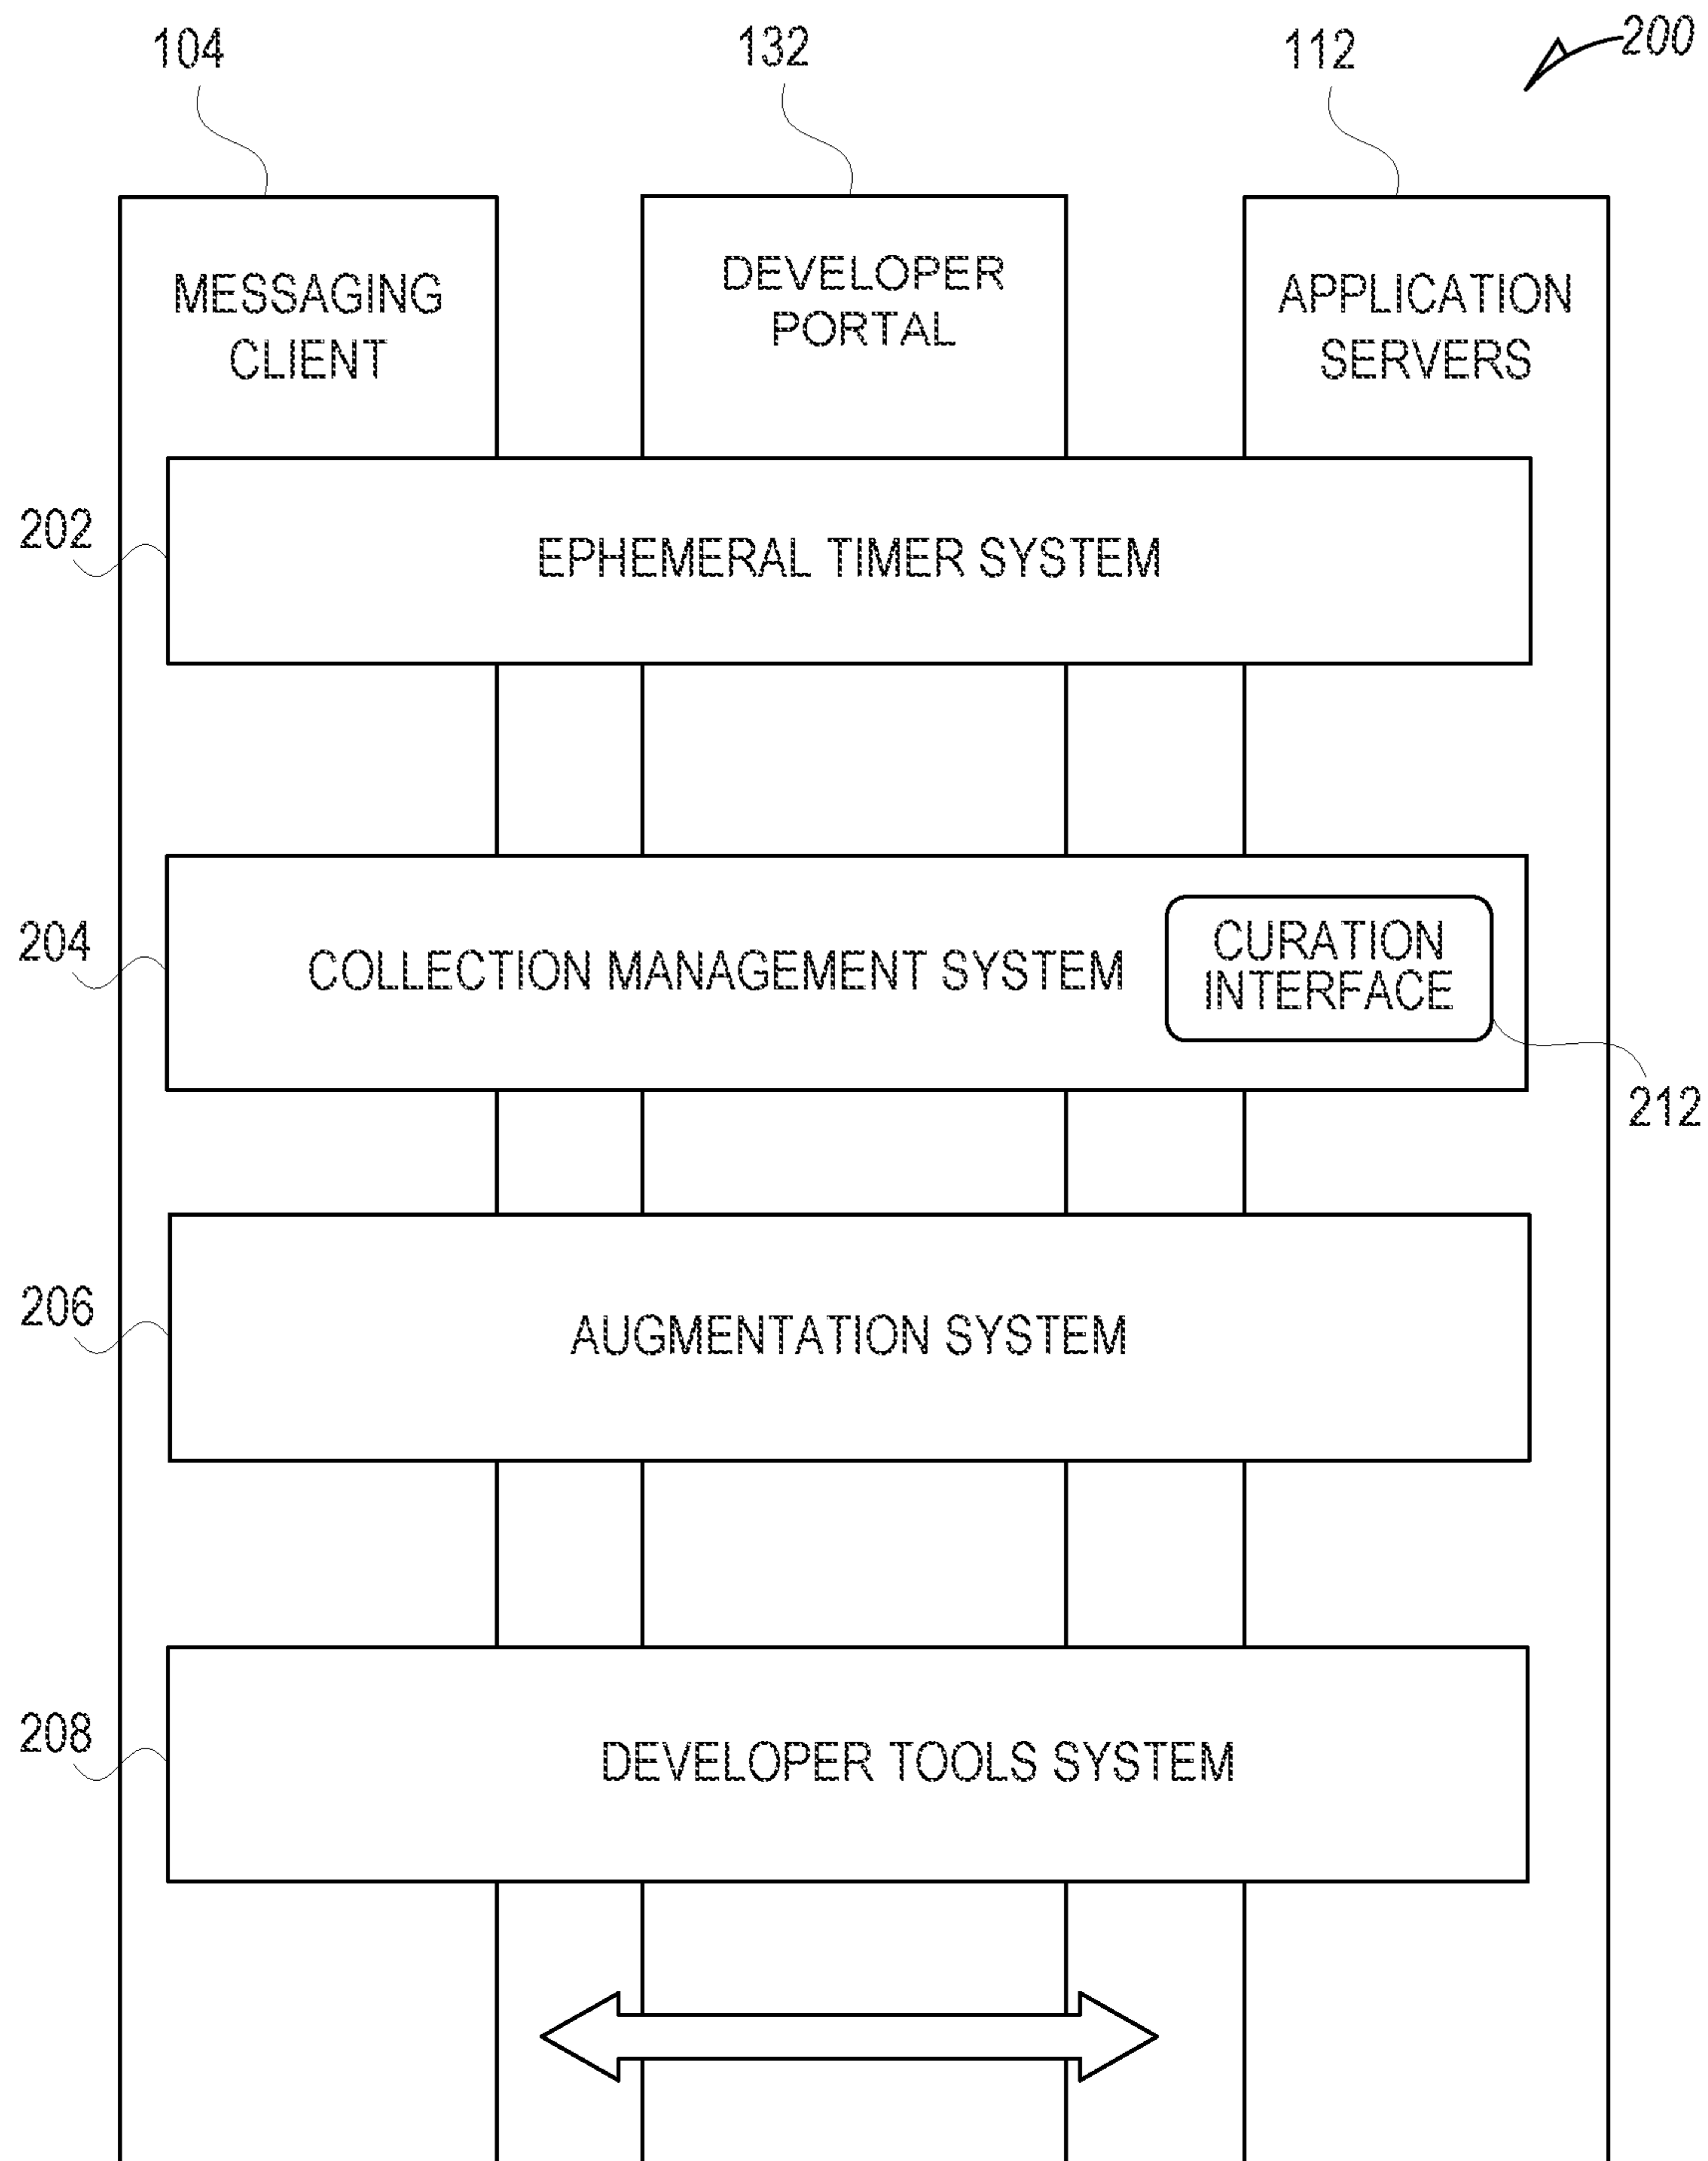 104
132
112
200
MESSAGING
CLIENT
DEVELOPER
PORTAL
APPLICATION
SERVERS
202
EPHEMERAL TIMER SYSTEM
204
COLLECTION MANAGEMENT SYSTEM
CURATION
INTERFACE
212
206
AUGMENTATION SYSTEM
208
DEVELOPER TOOLS SYSTEM